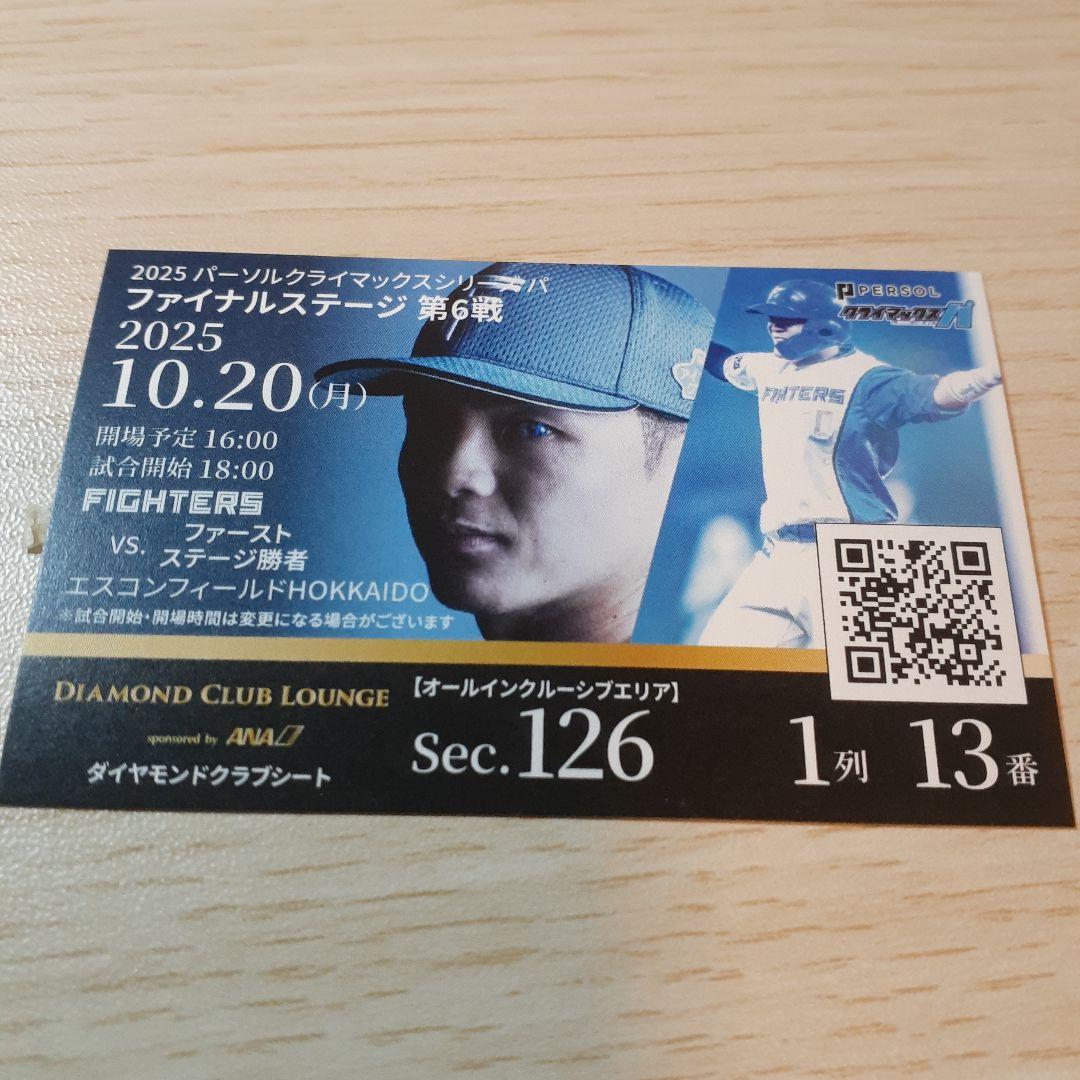 2025 パーソルクライマックスシリーズ パ
ファイナルステージ 第6戦
2025
10.20(月)
開場予定 16:00
試合開始 18:00
FIGHTERS
vs. ファースト
ステージ勝者
エスコンフィールドHOKKAIDO
※試合開始・開場時間は変更になる場合がございます
PERSOL
クライマックス パ
FIGHTERS
DIAMOND CLUB LOUNGE
sponsored by ANA
ダイヤモンドクラブシート
【オールインクルーシブエリア】
Sec.126
1列 13番